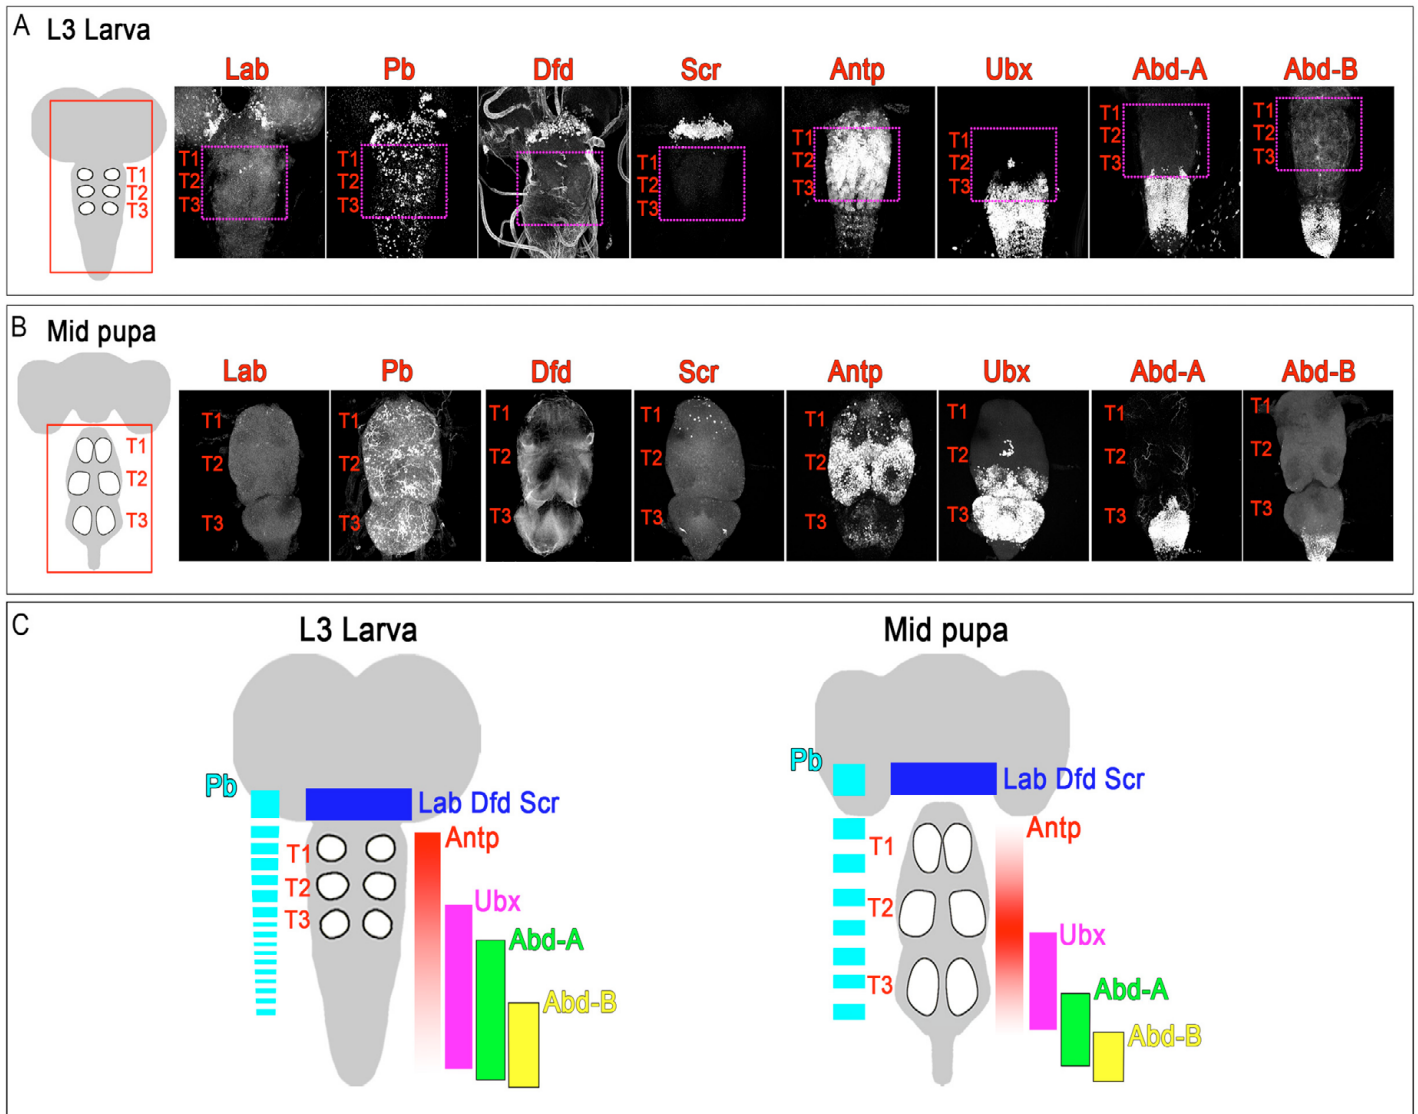 A L3 Larva
Lab Pb Dfd Scr Antp Ubx Abd-A Abd-B
T1 T1 T1 T1 T1 T1 T1 T1 T1
T2 T2 T2 T2 T2 T2 T2 T2 T2
T3 T3 T3 T3 T3 T3 T3 T3 T3
B Mid pupa
Lab Pb Dfd Scr Antp Ubx Abd-A Abd-B
T1 T1 T1 T1 T1 T1 T1 T1 T1
T2 T2 T2 T2 T2 T2 T2 T2 T2
T3 T3 T3 T3 T3 T3 T3 T3 T3
C
L3 Larva
Pb
Lab Dfd Scr
Antp
T1
T2
Ubx
T3
Abd-A
Abd-B
Mid pupa
Pb
Lab Dfd Scr
Antp
T1
T2
Ubx
T3
Abd-A
Abd-B